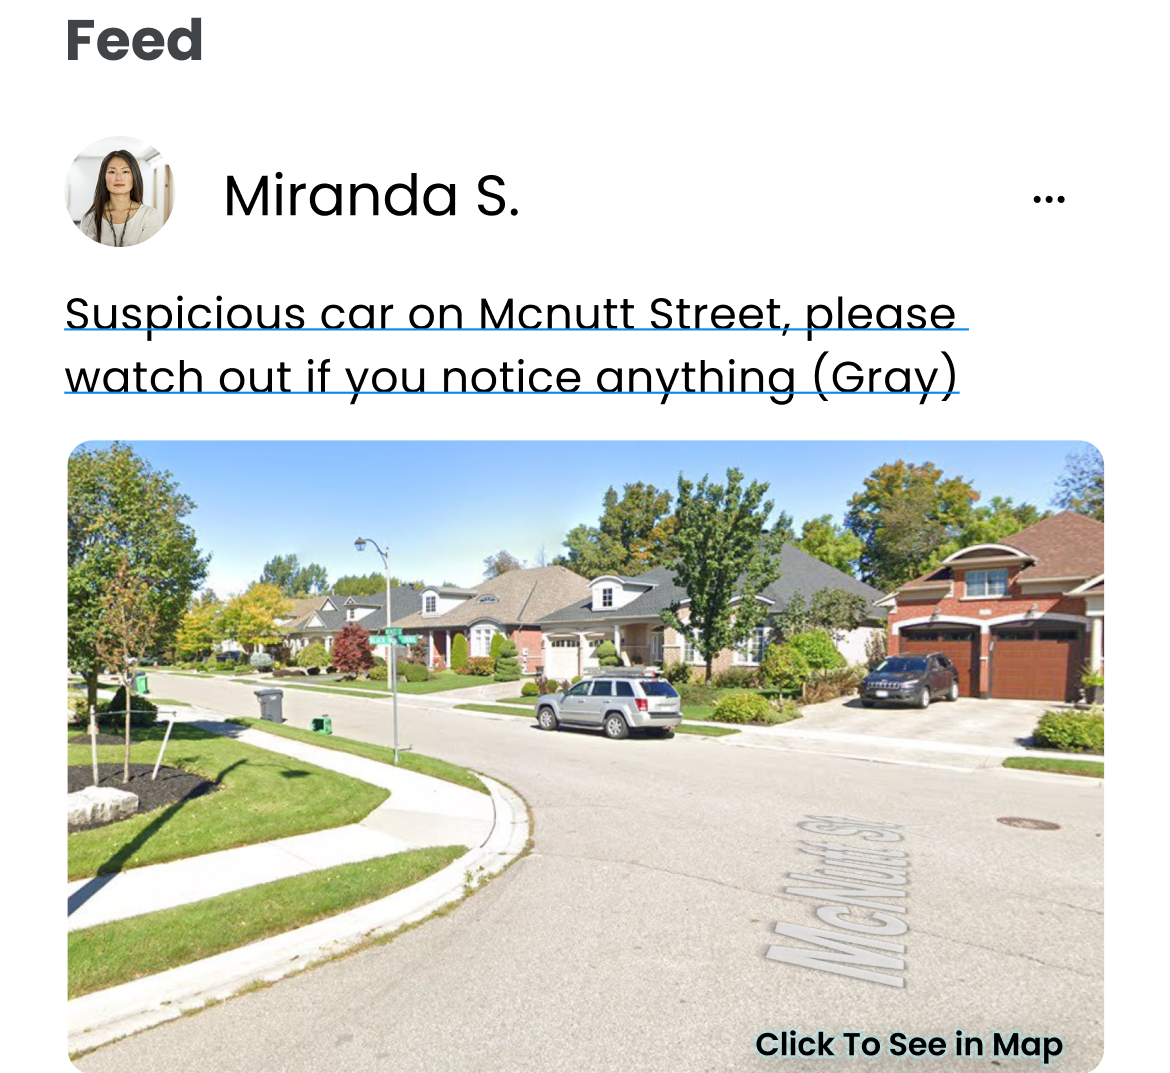 Feed
Miranda S.
...
Suspicious car on Mcnutt Street, please
watch out if you notice anything (Gray)
McNutt St
Click To See in Map